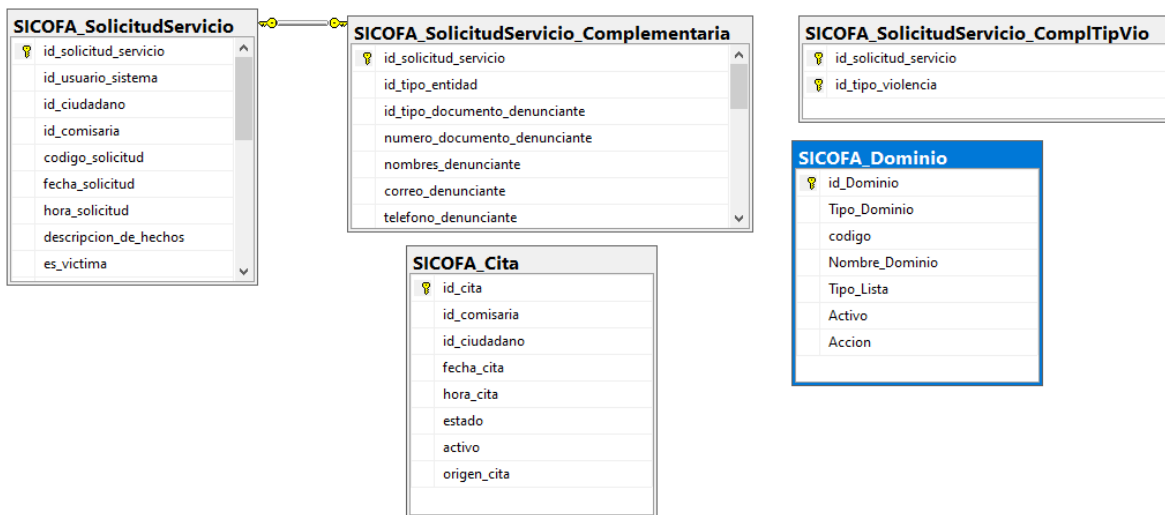 SICOFA_SolicitudServicio
id_solicitud_servicio
id_usuario_sistema
id_ciudadano
id_comisaria
codigo_solicitud
fecha_solicitud
hora_solicitud
descripcion_de_hechos
es_victima
SICOFA_SolicitudServicio_Complementaria
id_solicitud_servicio
id_tipo_entidad
id_tipo_documento_denunciante
numero_documento_denunciante
nombres_denunciante
correo_denunciante
telefono_denunciante
SICOFA_SolicitudServicio_ComplTipVio
id_solicitud_servicio
id_tipo_violencia
SICOFA_Dominio
id_Dominio
Tipo_Dominio
codigo
Nombre_Dominio
Tipo_Lista
Activo
Accion
SICOFA_Cita
id_cita
id_comisaria
id_ciudadano
fecha_cita
hora_cita
estado
activo
origen_cita